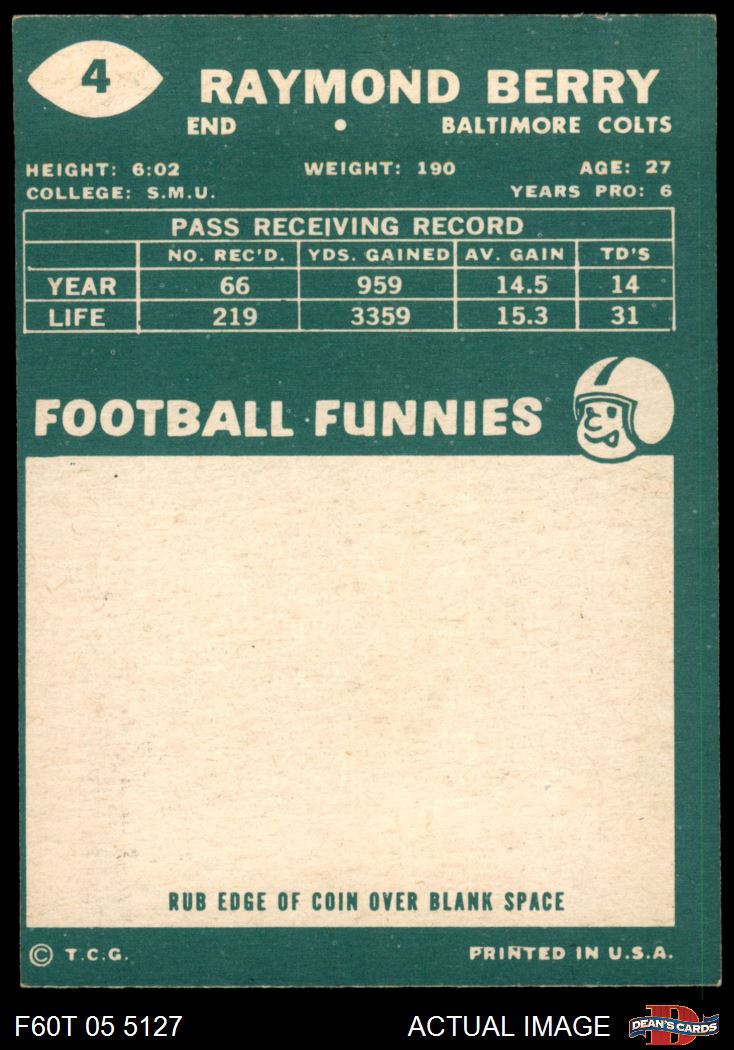 4
RAYMOND BERRY
END • BALTIMORE COLTS
HEIGHT: 6:02 WEIGHT: 190 AGE: 27
COLLEGE: S.M.U. YEARS PRO: 6
PASS RECEIVING RECORD
NO. REC'D. YDS. GAINED AV. GAIN TD'S
YEAR 66 959 14.5 14
LIFE 219 3359 15.3 31
FOOTBALL FUNNIES
RUB EDGE OF COIN OVER BLANK SPACE
© T.C.G. PRINTED IN U.S.A.
F60T 05 5127 ACTUAL IMAGE DEAN'S CARDS